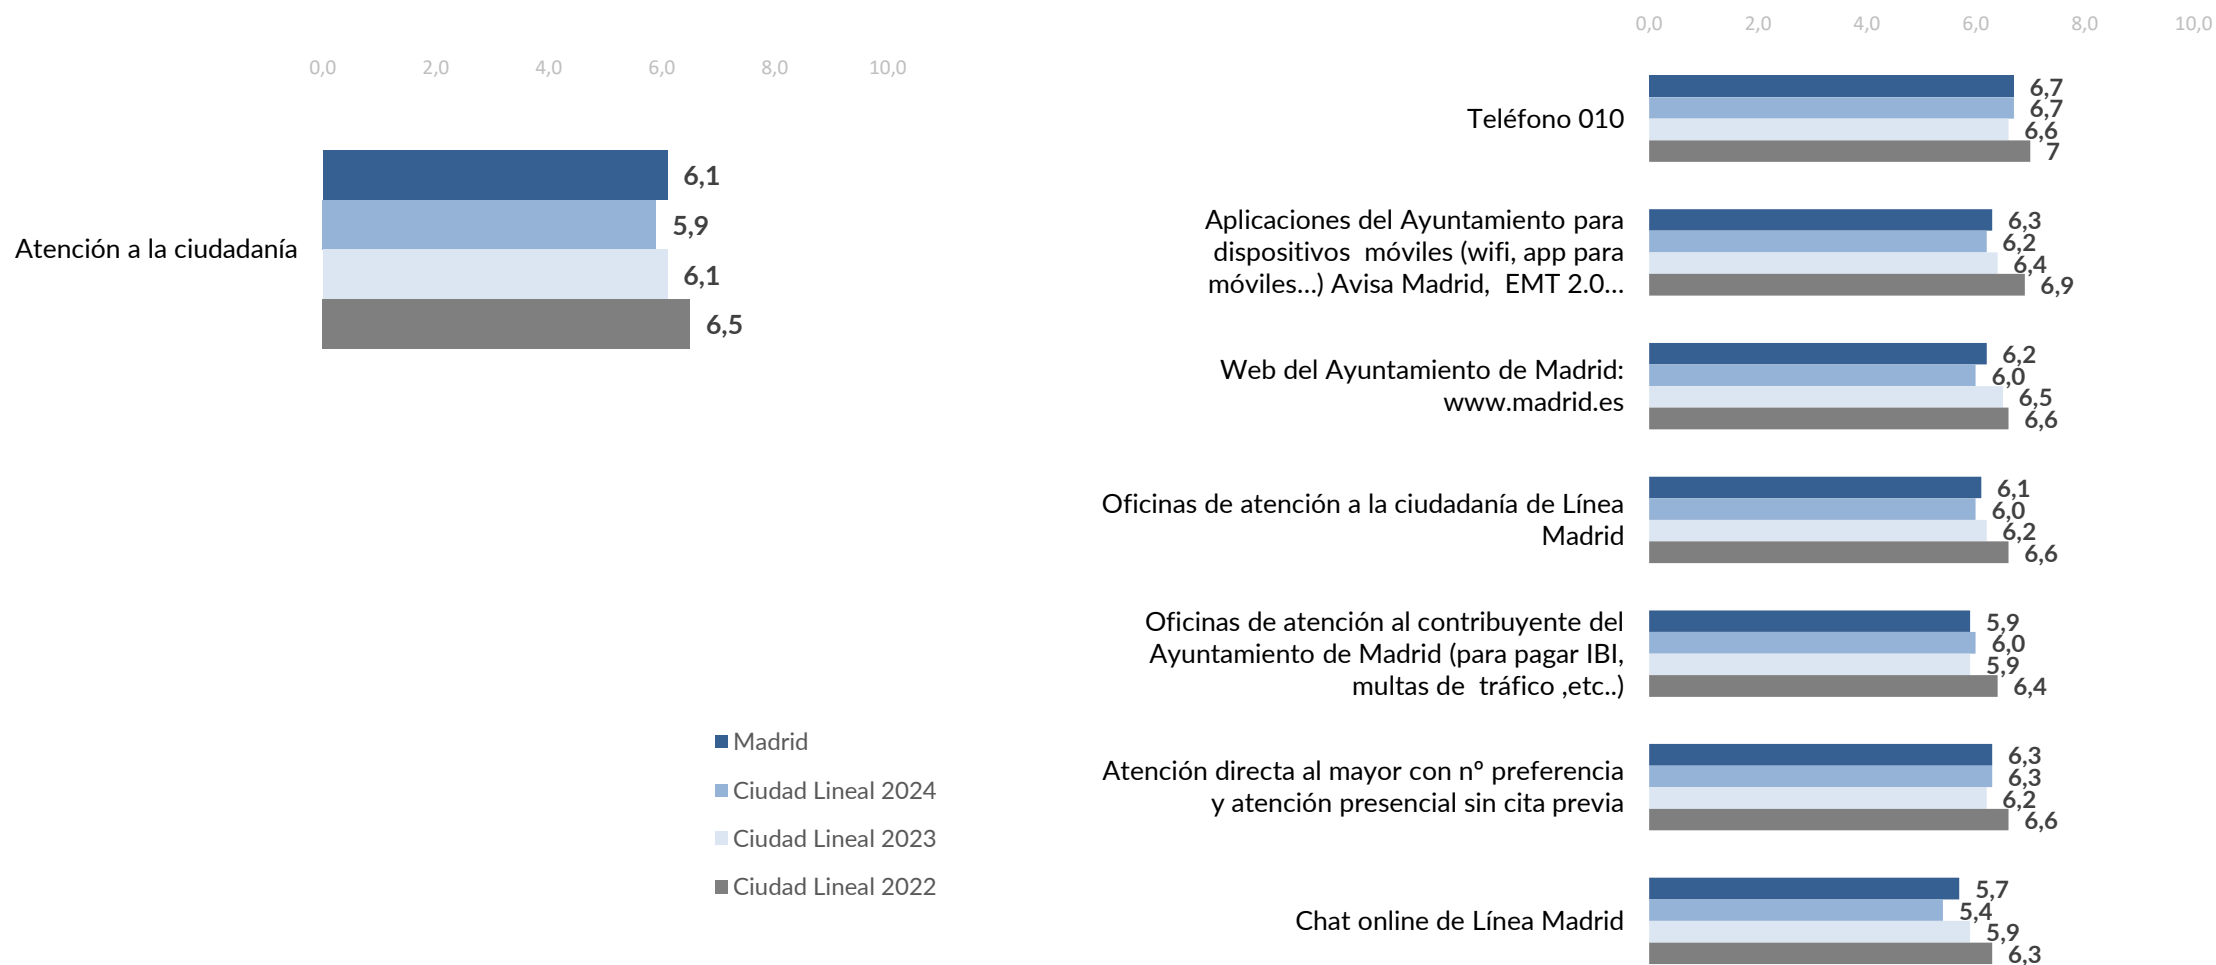 0,0 2,0 4,0 6,0 8,0 10,0
Atención a la ciudadanía
6,1
5,9
6,1
6,5
Madrid
Ciudad Lineal 2024
Ciudad Lineal 2023
Ciudad Lineal 2022
0,0 2,0 4,0 6,0 8,0 10,0
Teléfono 010
6,7
6,7
6,6
7
Aplicaciones del Ayuntamiento para
dispositivos  móviles (wifi, app para
móviles...) Avisa Madrid,  EMT 2.0...
6,3
6,2
6,4
6,9
Web del Ayuntamiento de Madrid:
www.madrid.es
6,2
6,0
6,5
6,6
Oficinas de atención a la ciudadanía de Línea
Madrid
6,1
6,0
6,2
6,6
Oficinas de atención al contribuyente del
Ayuntamiento de Madrid (para pagar IBI,
multas de  tráfico ,etc..)
5,9
6,0
5,9
6,4
Atención directa al mayor con nº preferencia
y atención presencial sin cita previa
6,3
6,3
6,2
6,6
Chat online de Línea Madrid
5,7
5,4
5,9
6,3